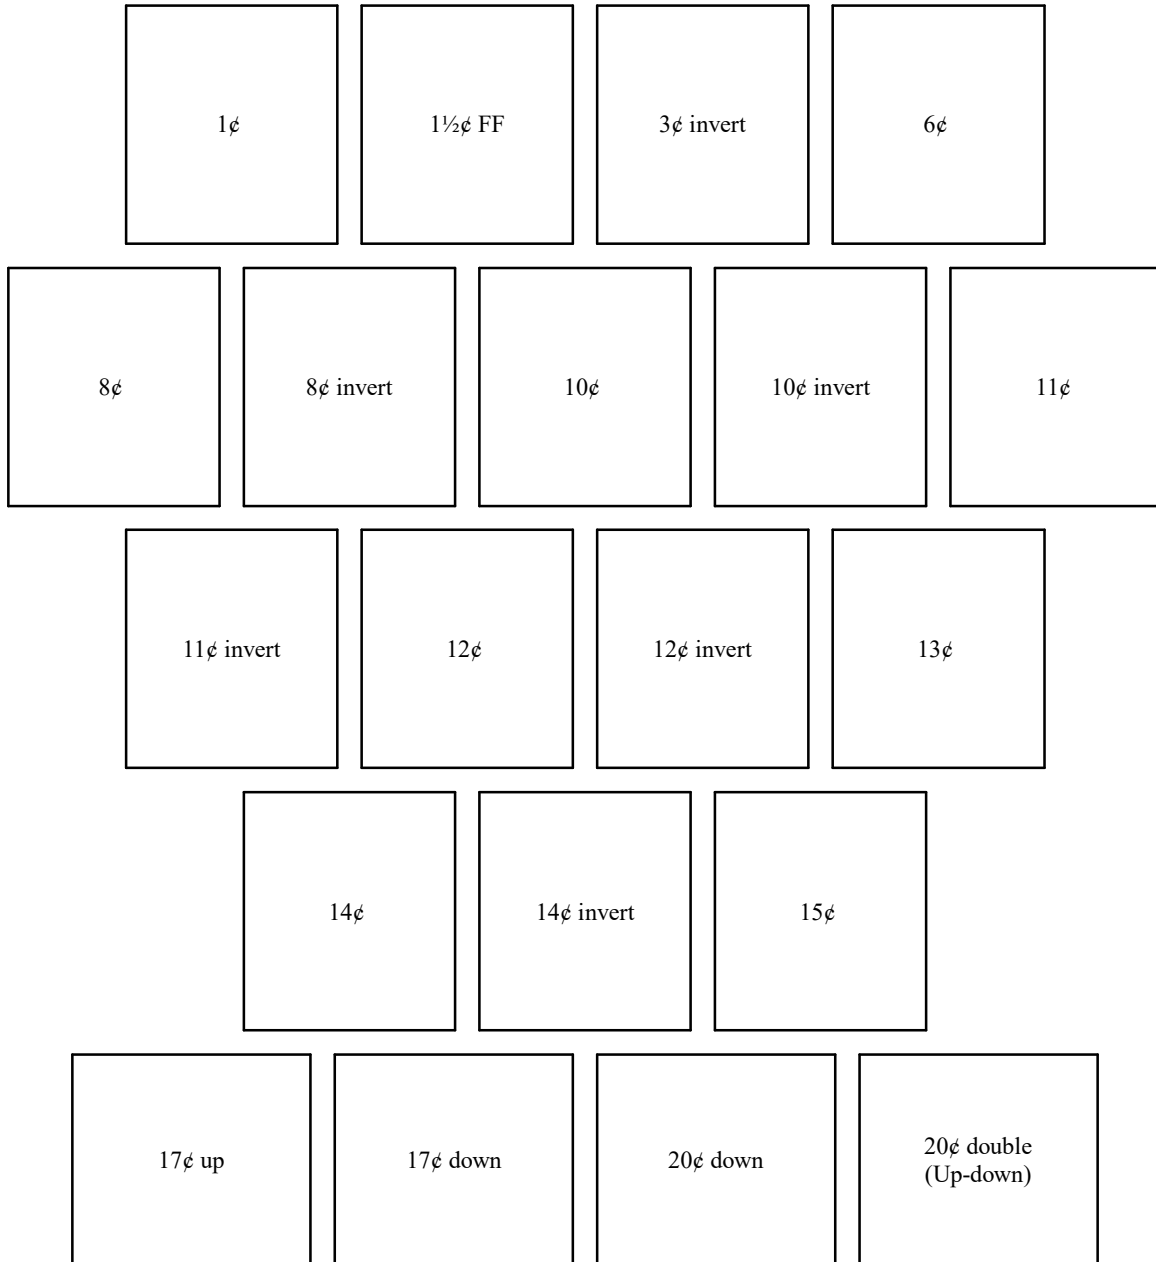 1¢
1½¢ FF
3¢ invert
6¢
8¢
8¢ invert
10¢
10¢ invert
11¢
11¢ invert
12¢
12¢ invert
13¢
14¢
14¢ invert
15¢
17¢ up
17¢ down
20¢ down
20¢ double
(Up-down)